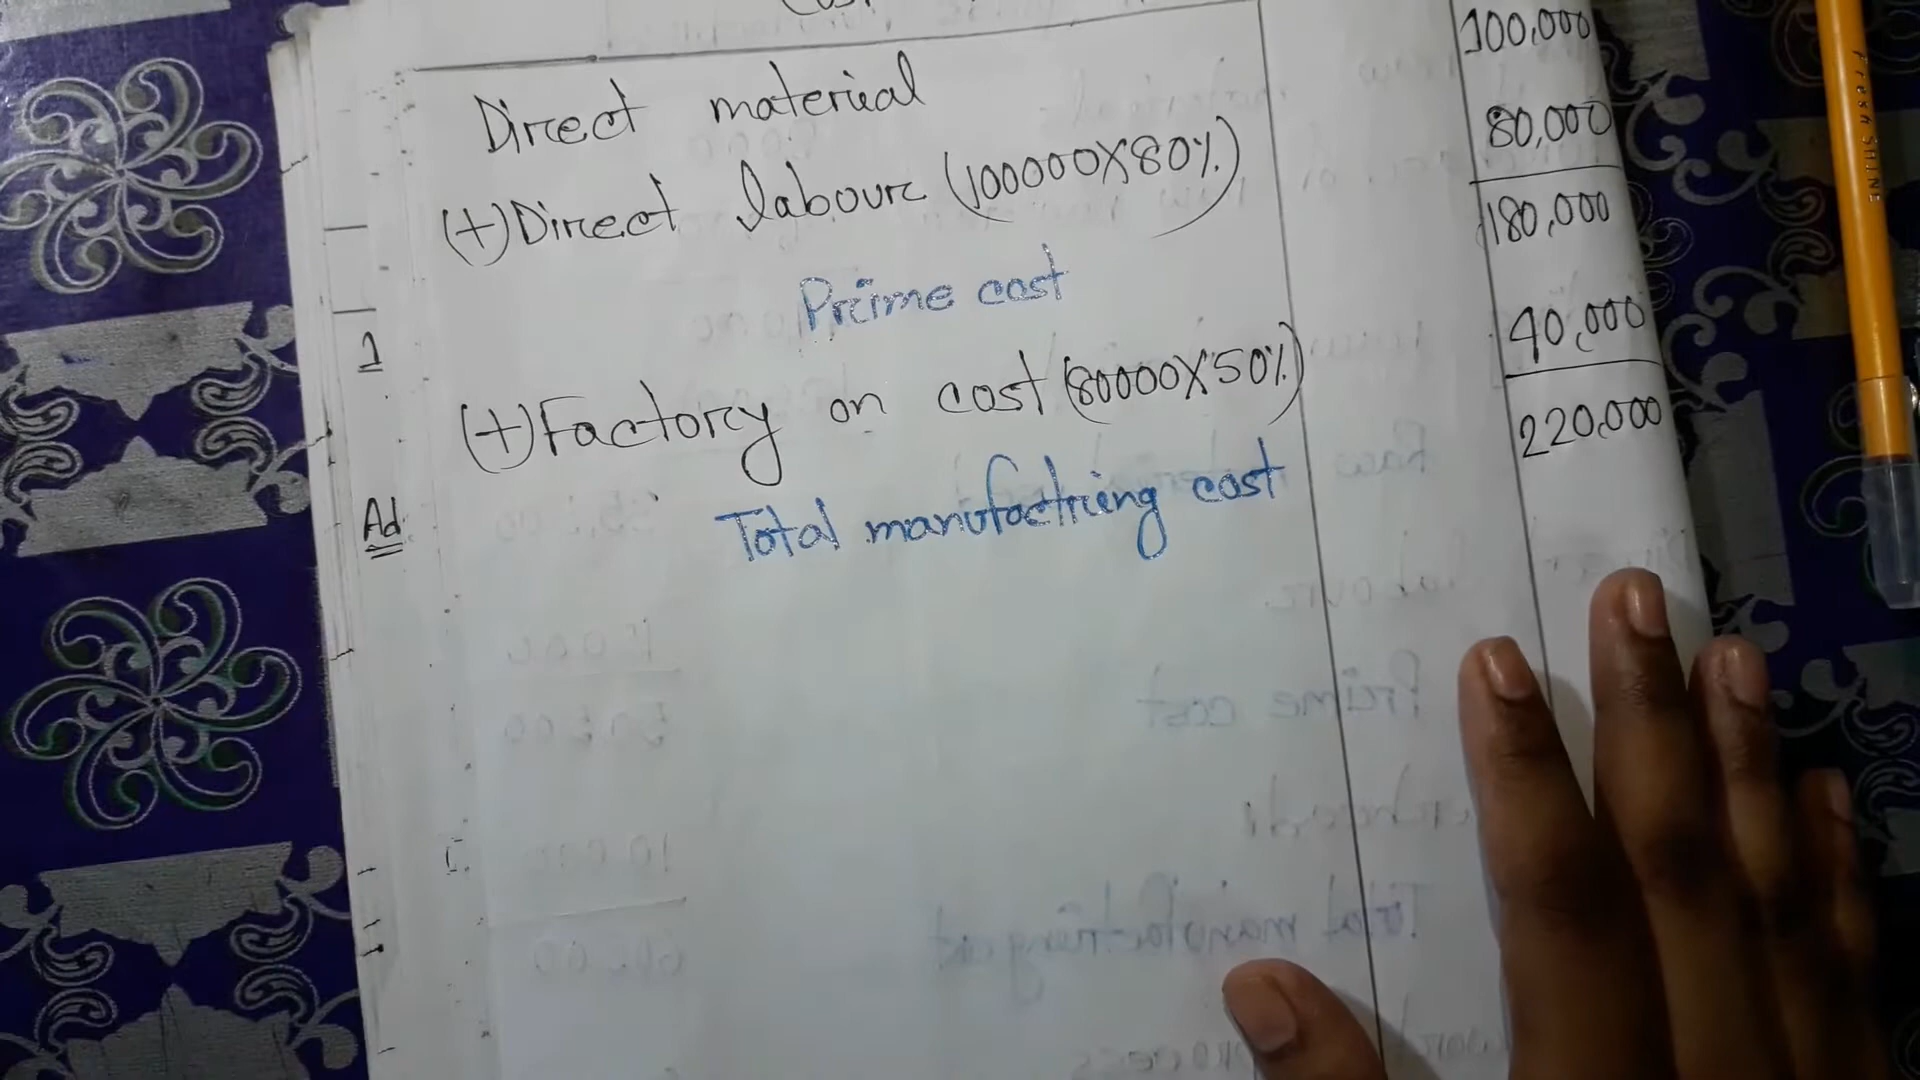 Direct material 100,000
(+) Direct labour (100000X80%) 80,000
Prime cost 180,000
1
(+) Factory on cost (80000X50%) 40,000
Total manufactring cost 220,000
Ad
Fresh SHINE